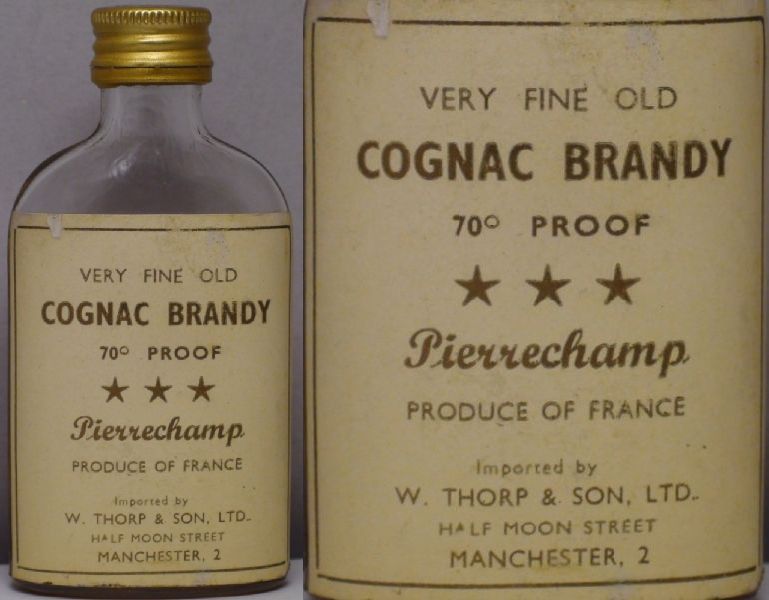 VERY FINE OLD
COGNAC BRANDY
70° PROOF
★ ★ ★
Pierrechamp
PRODUCE OF FRANCE
Imported by
W. THORP & SON, LTD.
HALF MOON STREET
MANCHESTER, 2
VERY FINE OLD
COGNAC BRANDY
70° PROOF
★ ★ ★
Pierrechamp
PRODUCE OF FRANCE
Imported by
W. THORP & SON, LTD.
HALF MOON STREET
MANCHESTER, 2